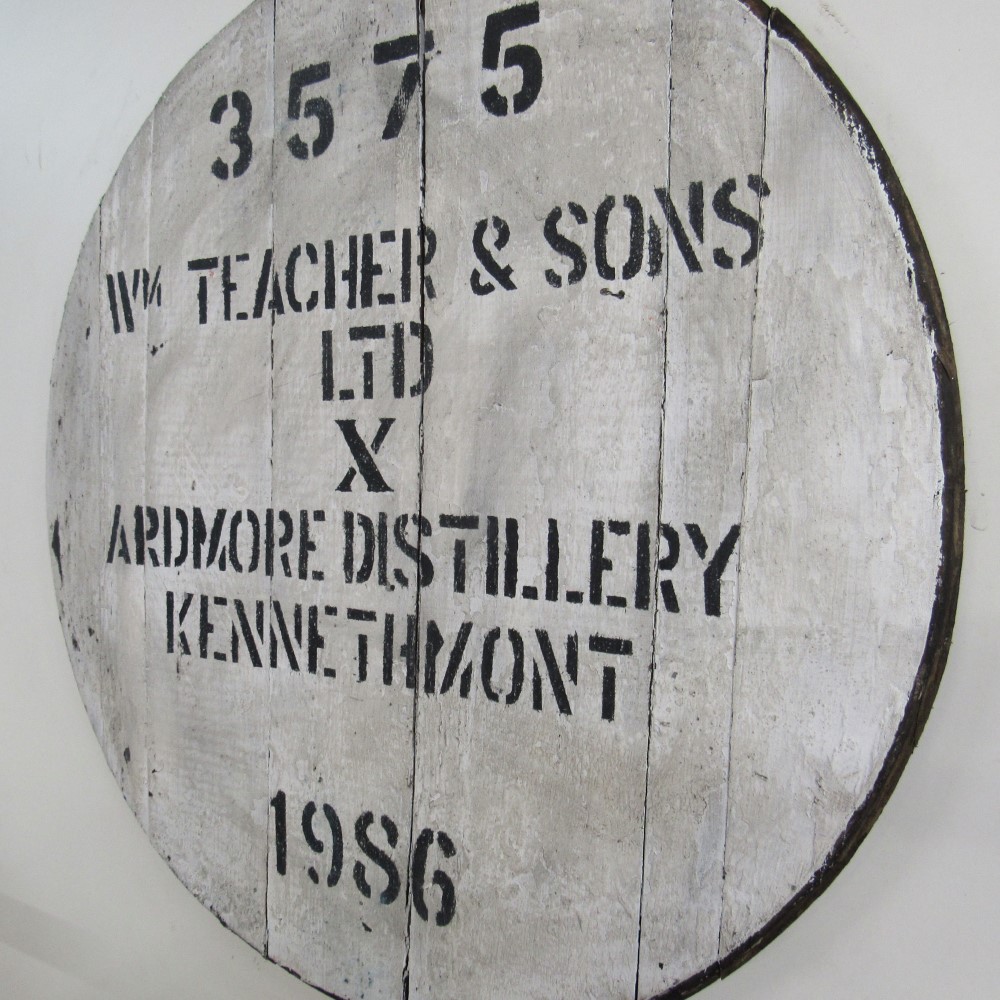 3575
WM TEACHER & SONS
LTD
X
ARDMORE DISTILLERY
KENNETHMONT
1986